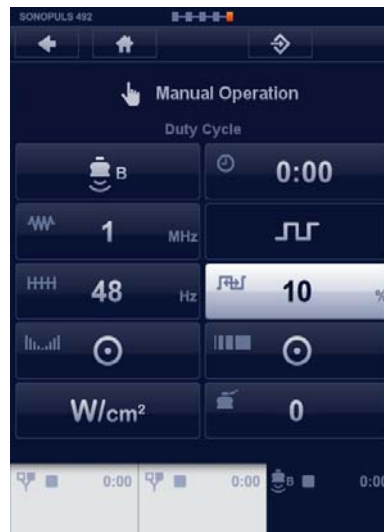 SONOPULS 492
Manual Operation
Duty Cycle
B
0:00
1 MHz
48 Hz
10 %
W/cm²
0
0:00
0:00
B 0:00